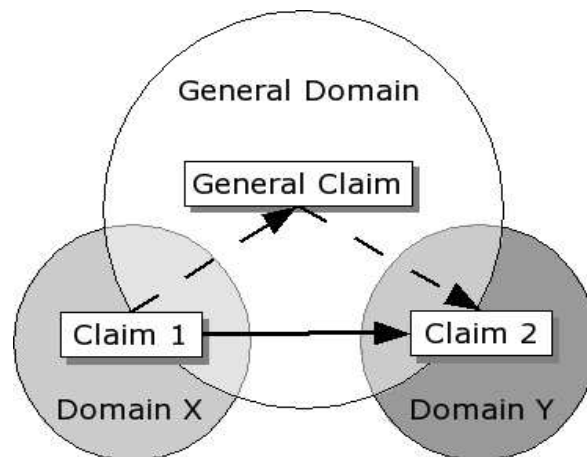 General Domain
General Claim
Claim 1
Claim 2
Domain X
Domain Y